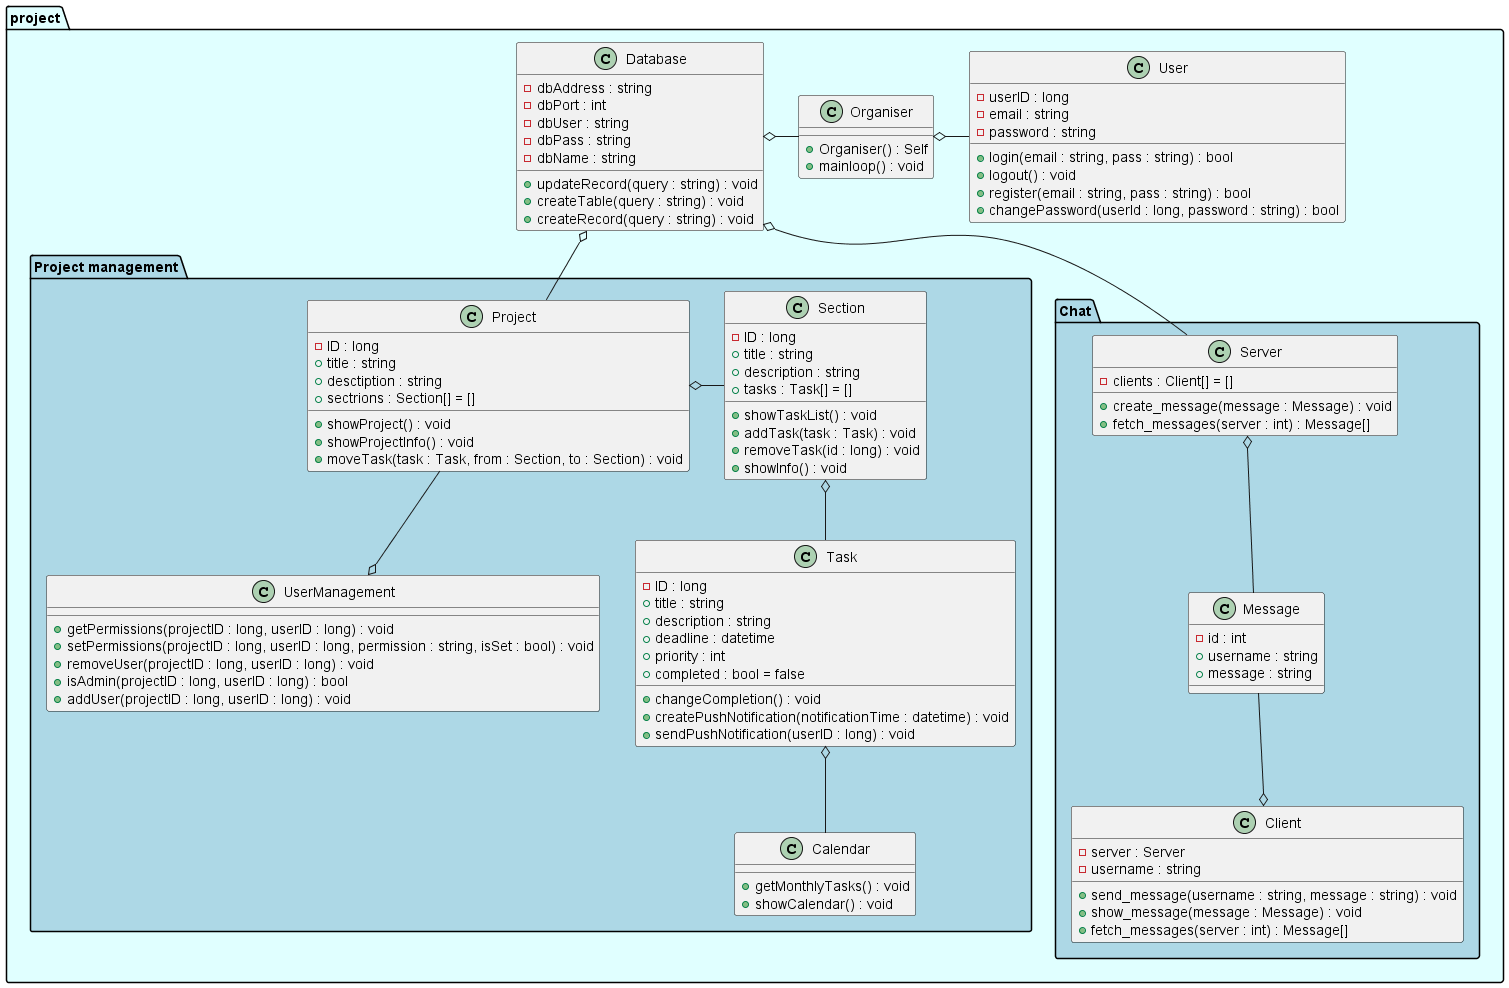 project
C Database
dbAddress : string
dbPort : int
dbUser : string
dbPass : string
dbName : string
updateRecord(query : string) : void
createTable(query : string) : void
createRecord(query : string) : void
C Organiser
Organiser() : Self
mainloop() : void
C User
userID : long
email : string
password : string
login(email : string, pass : string) : bool
logout() : void
register(email : string, pass : string) : bool
changePassword(userId : long, password : string) : bool
Project management
C Project
ID : long
title : string
desctiption : string
sectrions : Section[] = []
showProject() : void
showProjectInfo() : void
moveTask(task : Task, from : Section, to : Section) : void
C Section
ID : long
title : string
description : string
tasks : Task[] = []
showTaskList() : void
addTask(task : Task) : void
removeTask(id : long) : void
showInfo() : void
C UserManagement
getPermissions(projectID : long, userID : long) : void
setPermissions(projectID : long, userID : long, permission : string, isSet : bool) : void
removeUser(projectID : long, userID : long) : void
isAdmin(projectID : long, userID : long) : bool
addUser(projectID : long, userID : long) : void
C Task
ID : long
title : string
description : string
deadline : datetime
priority : int
completed : bool = false
changeCompletion() : void
createPushNotification(notificationTime : datetime) : void
sendPushNotification(userID : long) : void
C Calendar
getMonthlyTasks() : void
showCalendar() : void
Chat
C Server
clients : Client[] = []
create_message(message : Message) : void
fetch_messages(server : int) : Message[]
C Message
id : int
username : string
message : string
C Client
server : Server
username : string
send_message(username : string, message : string) : void
show_message(message : Message) : void
fetch_messages(server : int) : Message[]